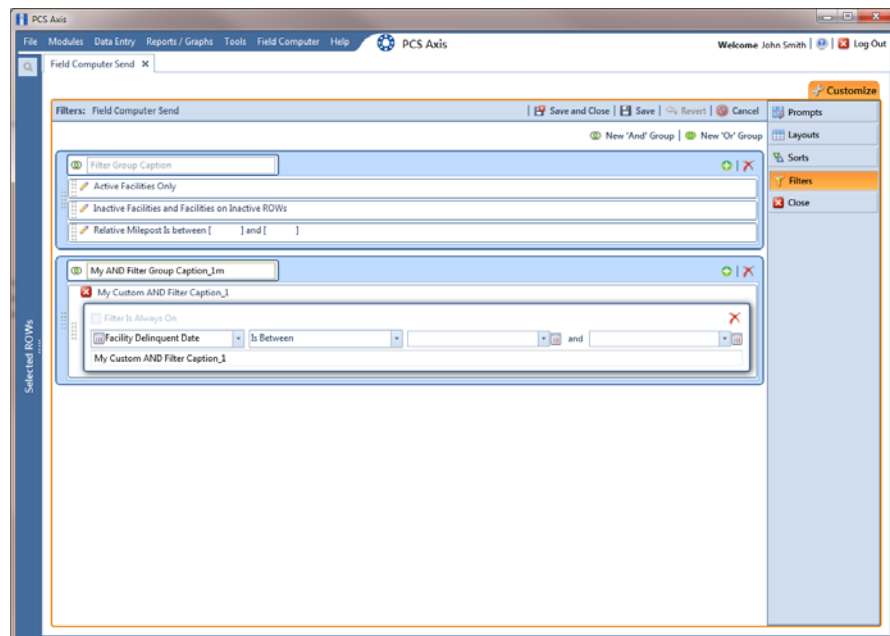 PCS Axis
File Modules Data Entry Reports / Graphs Tools Field Computer Help PCS Axis Welcome John Smith Log Out
Field Computer Send
Customize
Filters: Field Computer Send Save and Close Save Revert Cancel Prompts
New 'And' Group New 'Or' Group Layouts
Filter Group Caption Sorts
Active Facilities Only Filters
Inactive Facilities and Facilities on Inactive ROWs Close
Relative Milepost Is between [ ] and [ ]
My AND Filter Group Caption_1m
My Custom AND Filter Caption_1
Filter Is Always On
Facility Delinquent Date Is Between and
My Custom AND Filter Caption_1
Selected ROWs